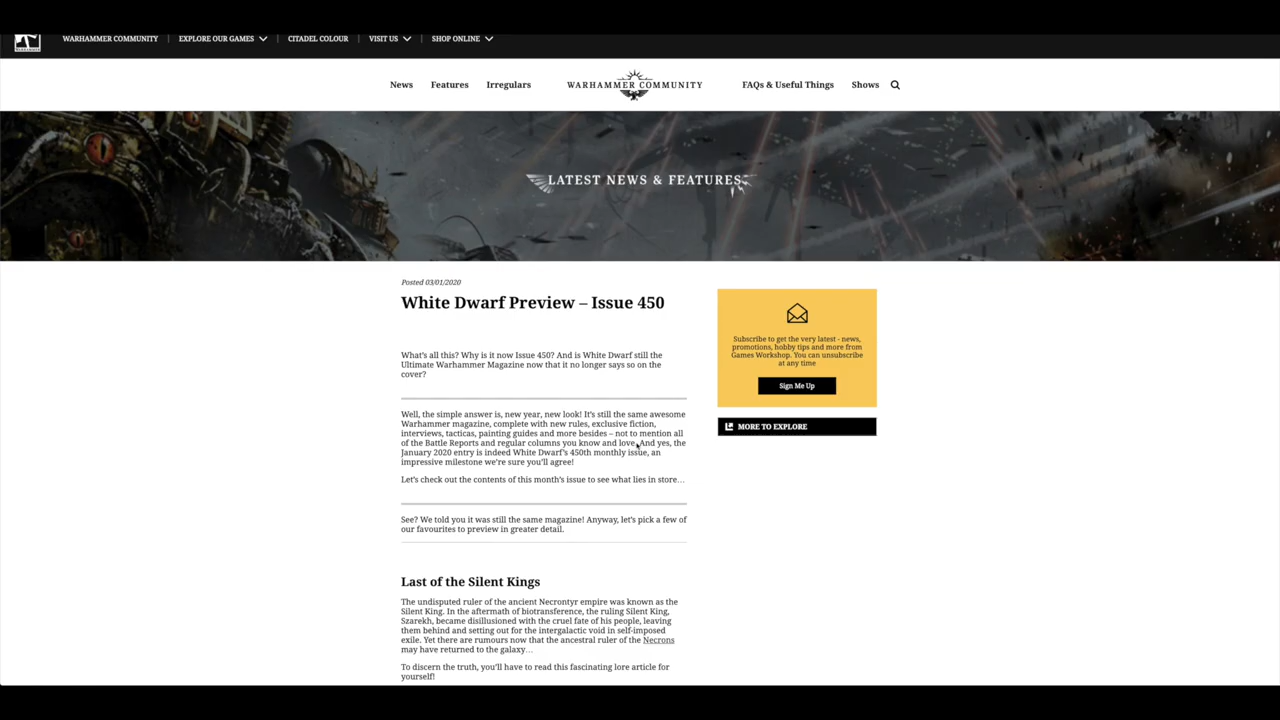 WARHAMMER COMMUNITY
EXPLORE OUR GAMES
CITADEL COLOUR
VISIT US
SHOP ONLINE
News
Features
Irregulars
WARHAMMER COMMUNITY
FAQs & Useful Things
Shows
LATEST NEWS & FEATURES
Posted 03/01/2020
White Dwarf Preview – Issue 450
What's all this? Why is it now Issue 450? And is White Dwarf still the
Ultimate Warhammer Magazine now that it no longer says so on the
cover?
Well, the simple answer is, new year, new look! It's still the same awesome
Warhammer magazine, complete with new rules, exclusive fiction,
interviews, tacticas, painting guides and more besides – not to mention all
of the Battle Reports and regular columns you know and love. And yes, the
January 2020 entry is indeed White Dwarf's 450th monthly issue, an
impressive milestone we're sure you'll agree!
Let's check out the contents of this month's issue to see what lies in store…
See? We told you it was still the same magazine! Anyway, let's pick a few of
our favourites to preview in greater detail.
Last of the Silent Kings
The undisputed ruler of the ancient Necrontyr empire was known as the
Silent King. In the aftermath of biotransference, the ruling Silent King,
Szarekh, became disillusioned with the cruel fate of his people, leaving
them behind and setting out for the intergalactic void in self-imposed
exile. Yet there are rumours now that the ancestral ruler of the Necrons
may have returned to the galaxy…
To discern the truth, you'll have to read this fascinating lore article for
yourself!
Subscribe to get the very latest - news,
promotions, hobby tips and more from
Games Workshop. You can unsubscribe
at any time
Sign Me Up
MORE TO EXPLORE